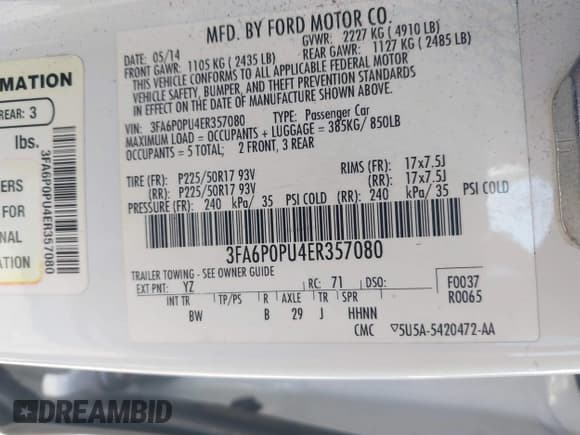 MFD. BY FORD MOTOR CO.
DATE: 05/14
GVWR: 2227 KG ( 4910 LB)
FRONT GAWR: 1105 KG ( 2435 LB)
REAR GAWR: 1127 KG ( 2485 LB)
THIS VEHICLE CONFORMS TO ALL APPLICABLE FEDERAL MOTOR
VEHICLE SAFETY, BUMPER, AND THEFT PREVENTION STANDARDS
IN EFFECT ON THE DATE OF MANUFACTURE SHOWN ABOVE.
VIN: 3FA6P0PU4ER357080
TYPE: Passenger Car
MAXIMUM LOAD = OCCUPANTS + LUGGAGE = 385KG/ 850LB
OCCUPANTS = 5 TOTAL; 2 FRONT, 3 REAR
TIRE (FR): P225/50R17 93V RIMS (FR): 17x7.5J
(RR): P225/50R17 93V (RR): 17x7.5J
PRESSURE (FR): 240 kPa/ 35 PSI COLD (RR): 240 kPa/ 35 PSI COLD
3FA6P0PU4ER357080
TRAILER TOWING - SEE OWNER GUIDE
EXT PNT: YZ RC: 71 DSO:
F0037
R0065
INT TR TP/PS R AXLE TR SPR
BW B 29 J HHNN
CMC ▽5U5A-5420472-AA
RMATION
REAR: 3
lbs.
ERS
FOR
NAL
ION
3FA6P0PU4ER357080
DREAMBID